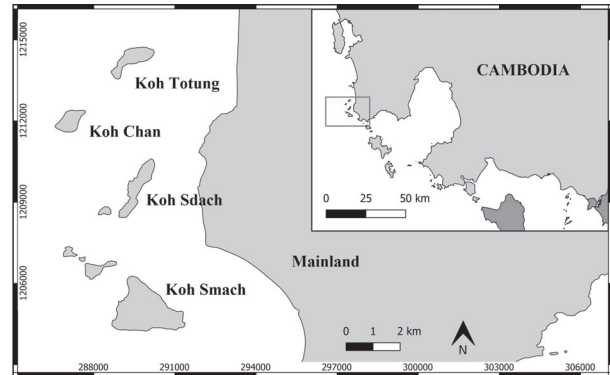 1215000
1212000
1209000
1206000
Koh Totung
Koh Chan
Koh Sdach
Koh Smach
Mainland
CAMBODIA
0 25 50 km
0 1 2 km
N
288000 291000 294000 297000 300000 303000 306000